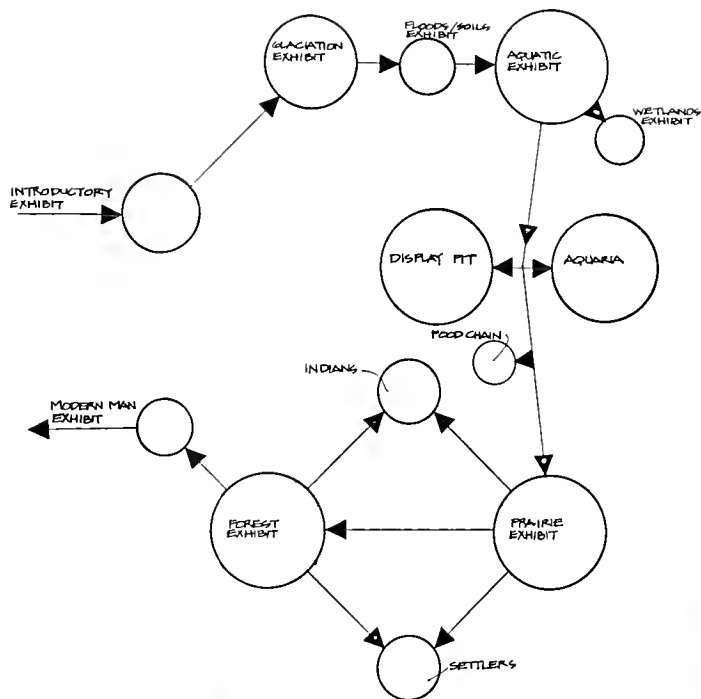 GLACIATION
EXHIBIT
FLOODS/SOILS
EXHIBIT
AQUATIC
EXHIBIT
WETLANDS
EXHIBIT
INTRODUCTORY
EXHIBIT
DISPLAY PIT
AQUARIA
FOOD CHAIN
INDIANS
MODERN MAN
EXHIBIT
FOREST
EXHIBIT
PRAIRIE
EXHIBIT
SETTLERS